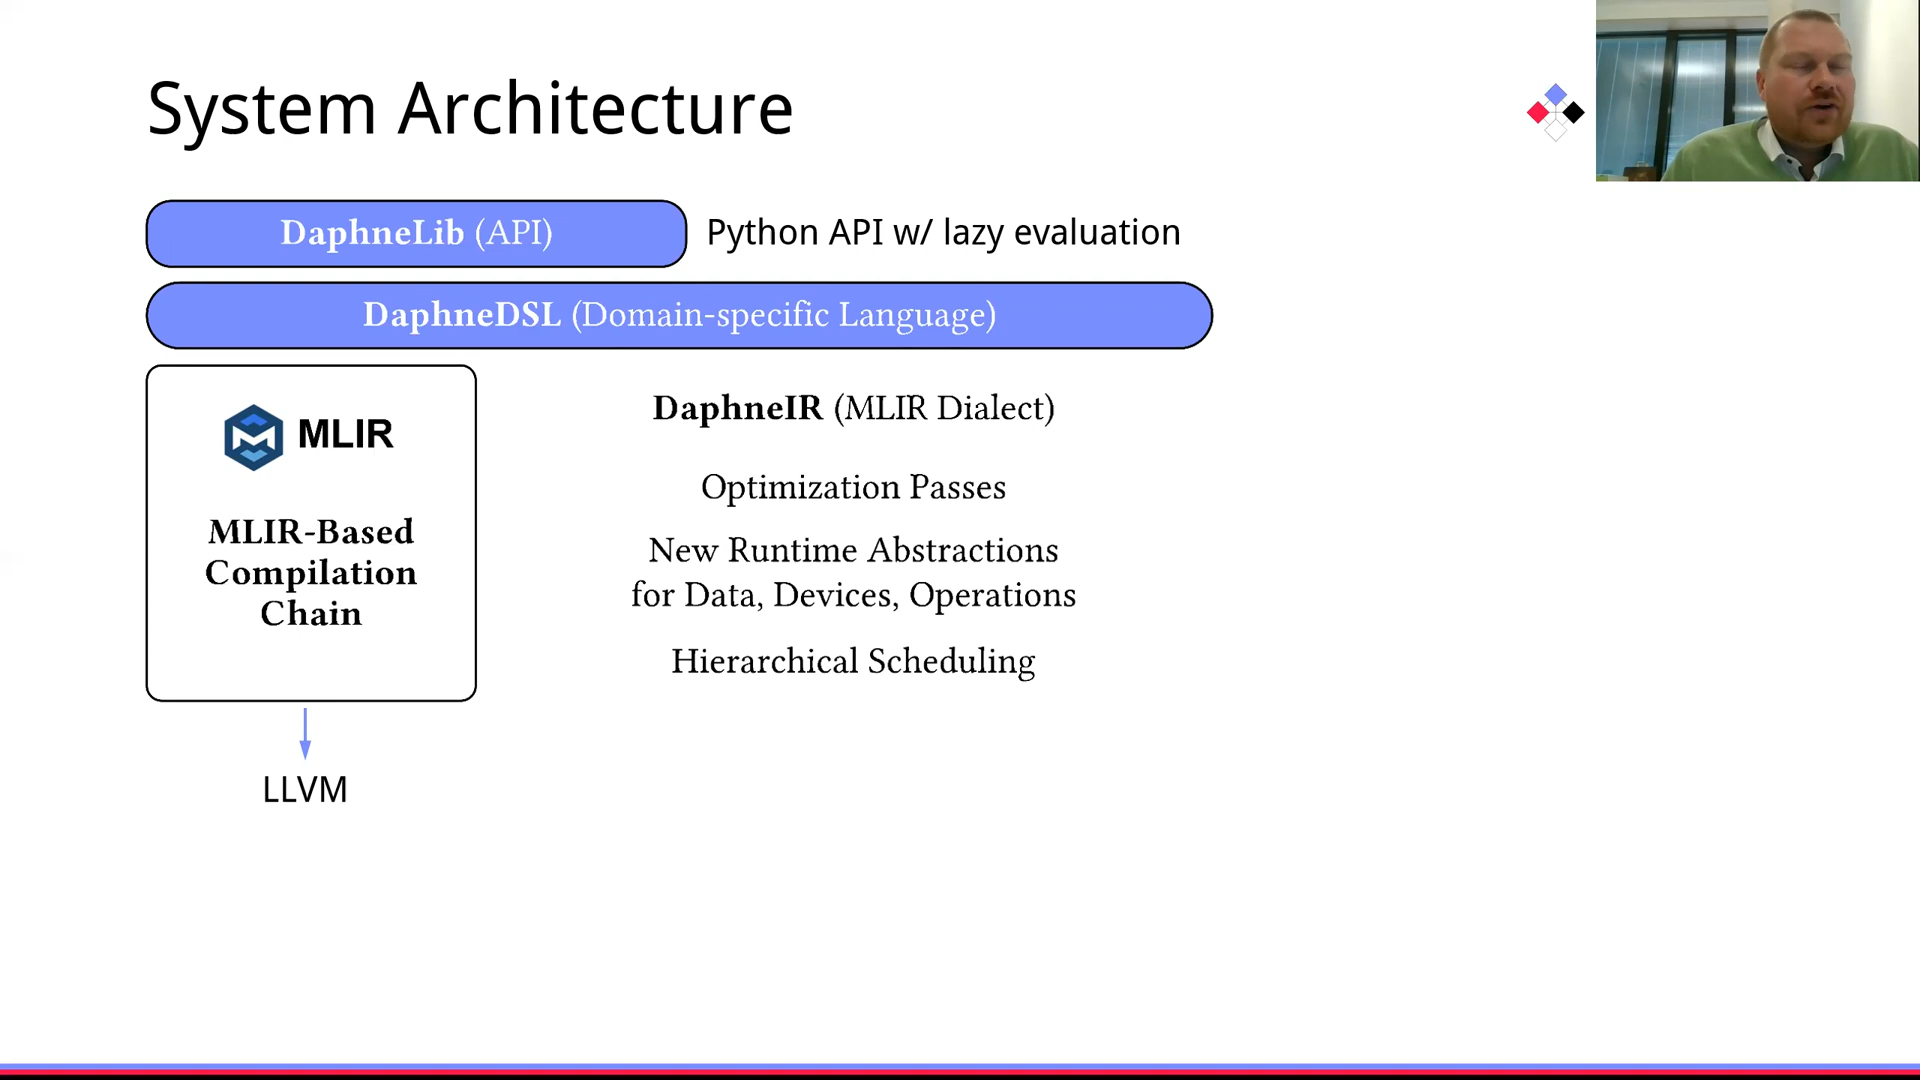 System Architecture
DaphneLib (API)
Python API w/ lazy evaluation
DaphneDSL (Domain-specific Language)
MLIR
MLIR-Based
Compilation
Chain
DaphneIR (MLIR Dialect)
Optimization Passes
New Runtime Abstractions
for Data, Devices, Operations
Hierarchical Scheduling
LLVM